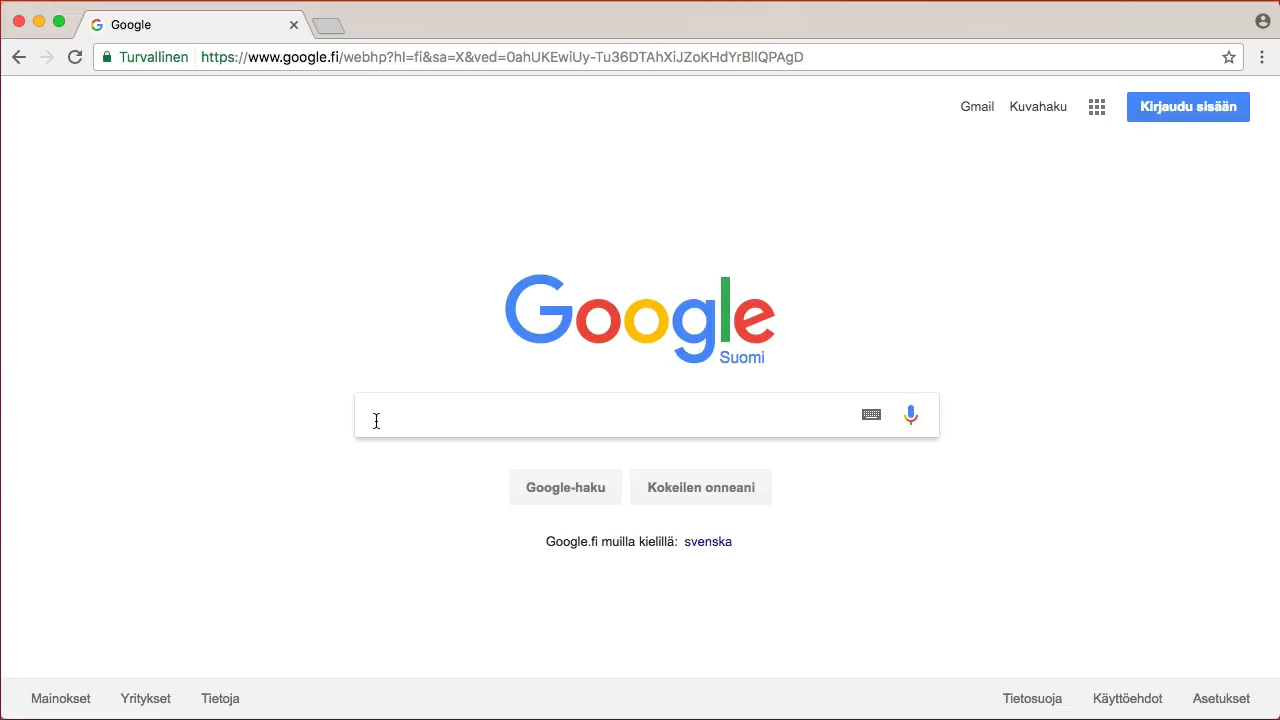 Google
Turvallinen https://www.google.fi/webhp?hl=fi&sa=X&ved=0ahUKEwiUy-Tu36DTAhXiJZoKHdYrBlIQPAgD
Gmail Kuvahaku Kirjaudu sisään
Google
Suomi
Google-haku Kokeilen onneani
Google.fi muilla kielillä: svenska
Mainokset Yritykset Tietoja Tietosuoja Käyttöehdot Asetukset